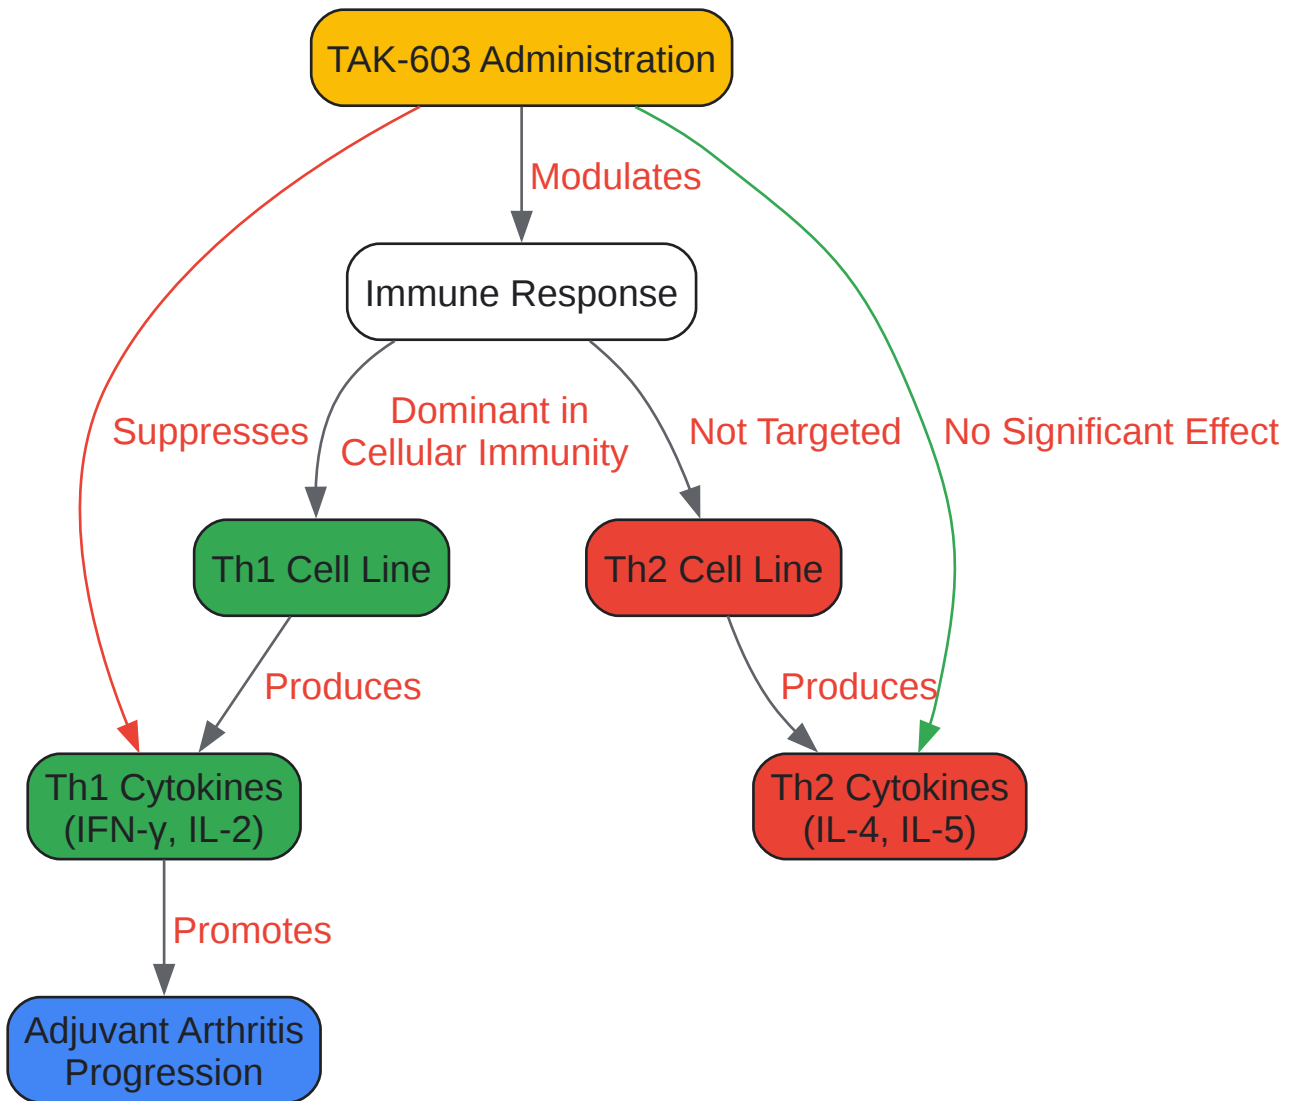 TAK-603 Administration
Modulates
Immune Response
Suppresses
Dominant in
Cellular Immunity
Not Targeted
No Significant Effect
Th1 Cell Line
Th2 Cell Line
Produces
Produces
Th1 Cytokines
(IFN-γ, IL-2)
Th2 Cytokines
(IL-4, IL-5)
Promotes
Adjuvant Arthritis
Progression